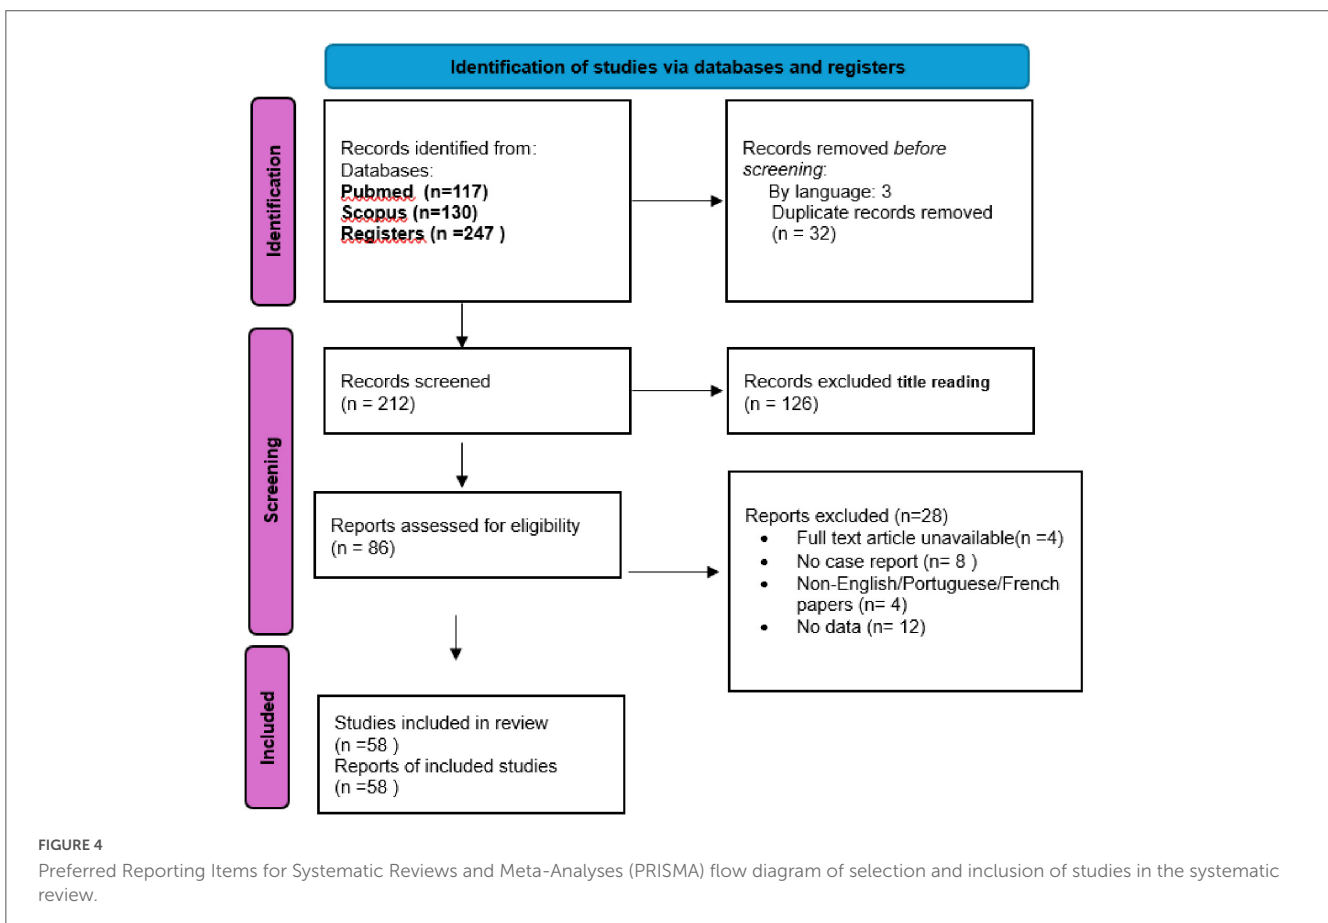 Identification of studies via databases and registers
Identification
Records identified from:
Databases:
Pubmed (n=117)
Scopus (n=130)
Registers (n =247 )
Records removed before
screening:
By language: 3
Duplicate records removed
(n = 32)
Screening
Records screened
(n = 212)
Records excluded title reading
(n = 126)
Reports assessed for eligibility
(n = 86)
Reports excluded (n=28)
• Full text article unavailable(n =4)
• No case report (n= 8 )
• Non-English/Portuguese/French
papers (n= 4)
• No data (n= 12)
Included
Studies included in review
(n =58 )
Reports of included studies
(n =58 )
FIGURE 4
Preferred Reporting Items for Systematic Reviews and Meta-Analyses (PRISMA) flow diagram of selection and inclusion of studies in the systematic
review.